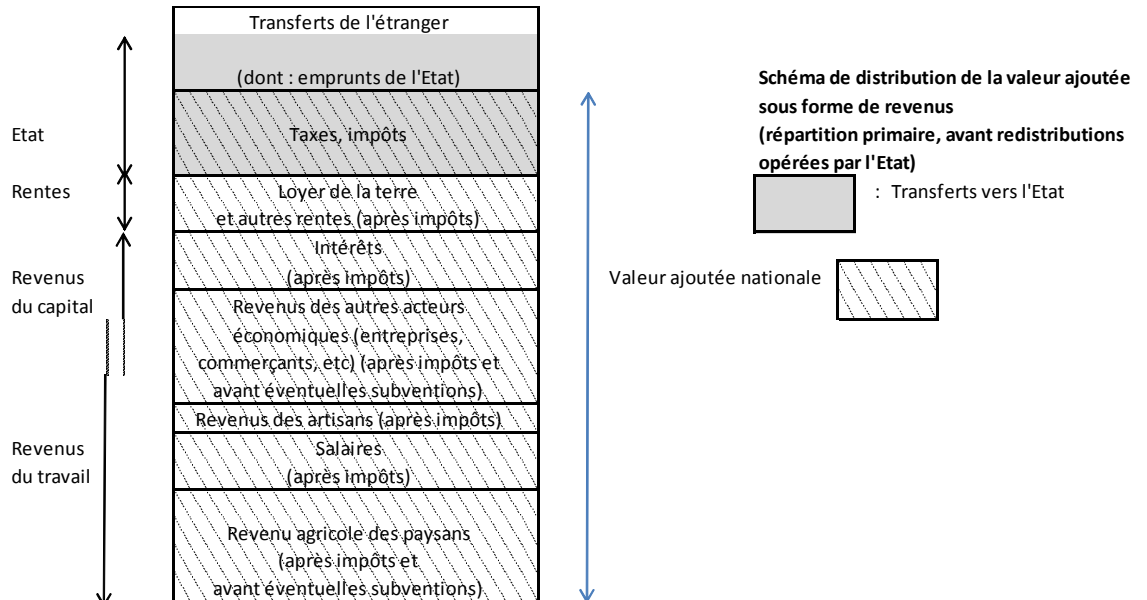 Transferts de l'étranger
(dont : emprunts de l'Etat)
Taxes, impôts
Loyer de la terre
et autres rentes (après impôts)
Intérêts
(après impôts)
Revenus des autres acteurs
économiques (entreprises,
commerçants, etc) (après impôts et
avant éventuelles subventions)
Revenus des artisans (après impôts)
Salaires
(après impôts)
Revenu agricole des paysans
(après impôts et
avant éventuelles subventions)
Etat
Rentes
Revenus
du capital
Revenus
du travail
Schéma de distribution de la valeur ajoutée
sous forme de revenus
(répartition primaire, avant redistributions
opérées par l'Etat)
: Transferts vers l'Etat
Valeur ajoutée nationale